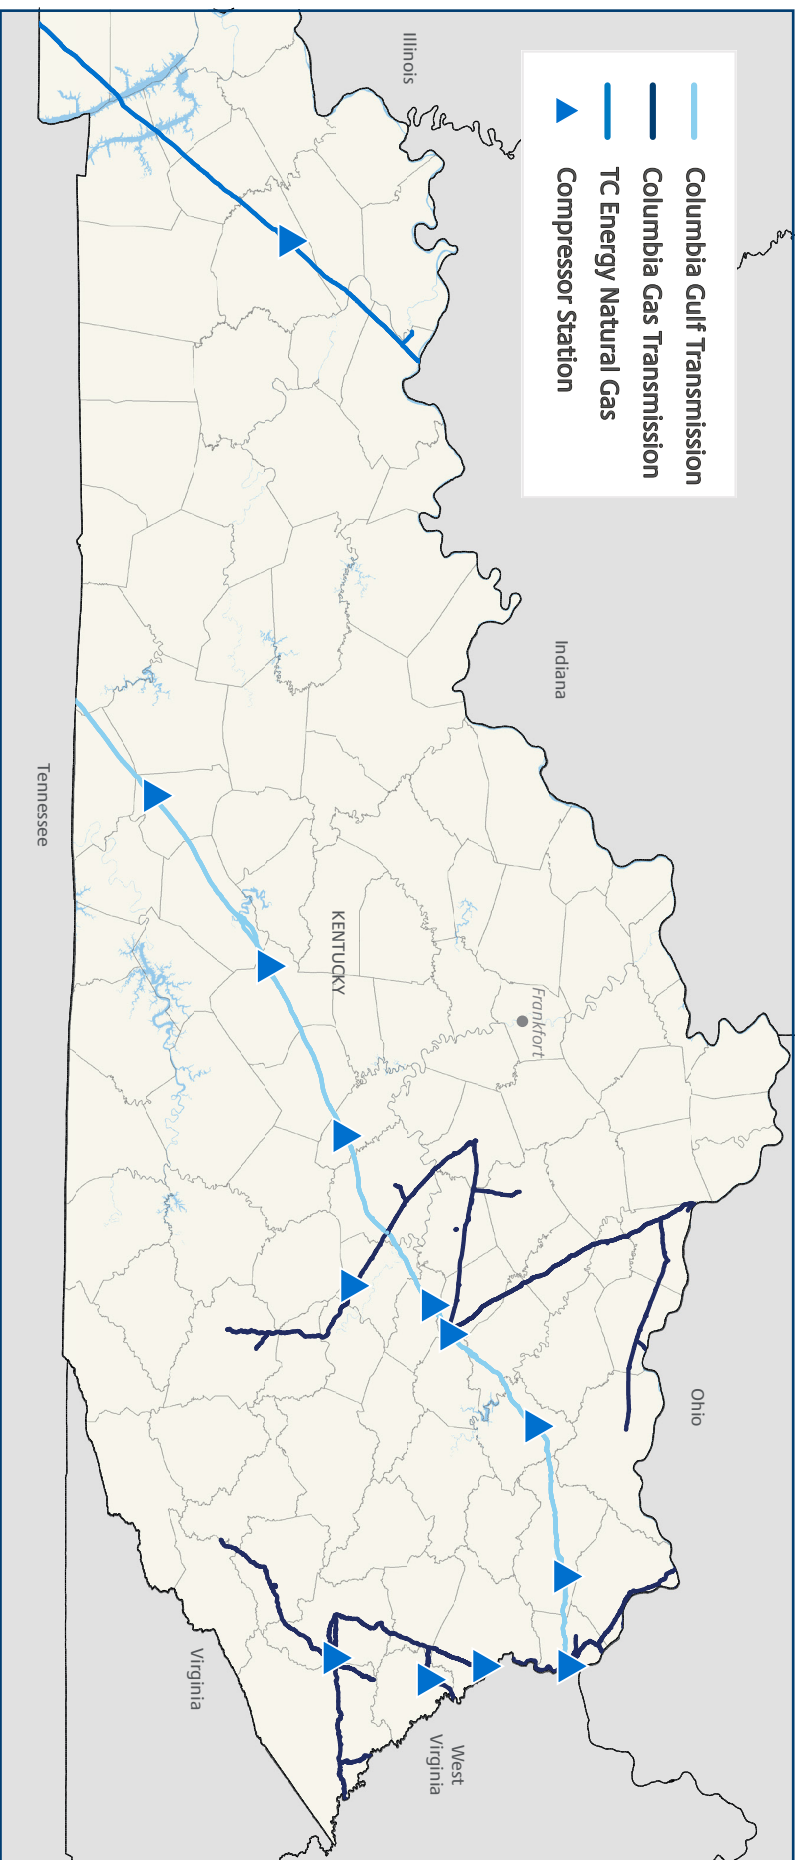 Columbia Gulf Transmission
Columbia Gas Transmission
TC Energy Natural Gas
Compressor Station
Illinois
Indiana
Ohio
Frankfort
KENTUCKY
West
Virginia
Virginia
Tennessee